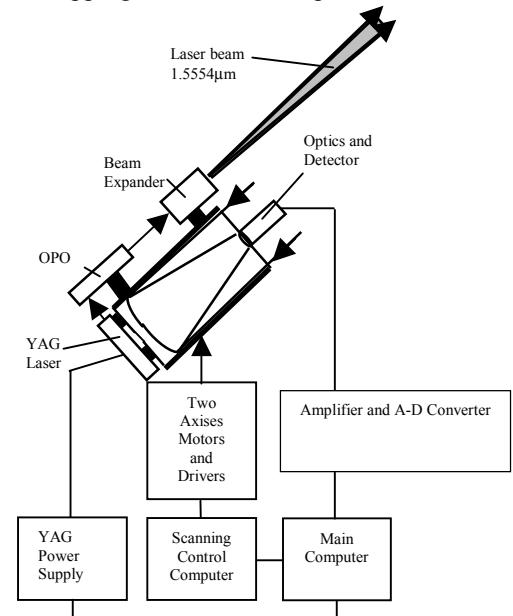 Laser beam
1.5554µm
Optics and
Detector
Beam
Expander
OPO
YAG
Laser
Two
Axises
Motors
and
Drivers
Amplifier and A-D Converter
YAG
Power
Supply
Scanning
Control
Computer
Main
Computer